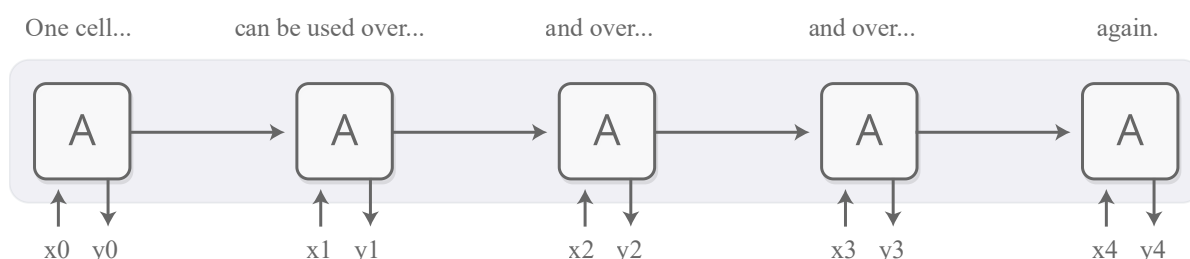 One cell... can be used over... and over... and over... again.
A A A A A
x0 y0 x1 y1 x2 y2 x3 y3 x4 y4